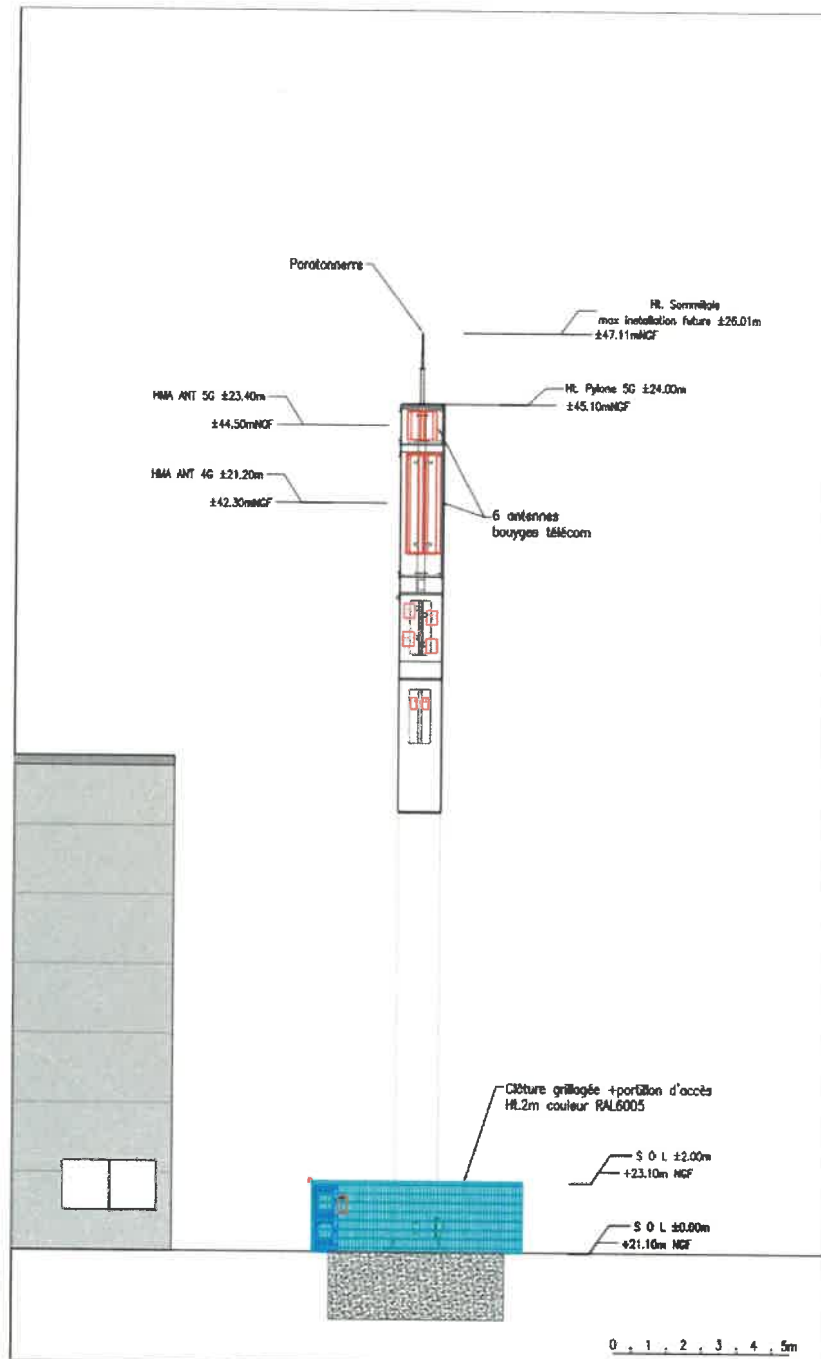 Paratonnerre
Ht. Sommitale
max installation future ±26.01m
±47.11mNGF
HMA ANT 5G ±23.40m
±44.50mNGF
Ht. Pylone 5G ±24.00m
±45.10mNGF
HMA ANT 4G ±21.20m
±42.30mNGF
6 antennes
bouyges télécom
Clôture grillagée +portillon d'accès
Ht.2m couleur RAL6005
S O L ±2.00m
+23.10m NGF
S O L ±0.00m
+21.10m NGF
0 1 2 3 4 5m